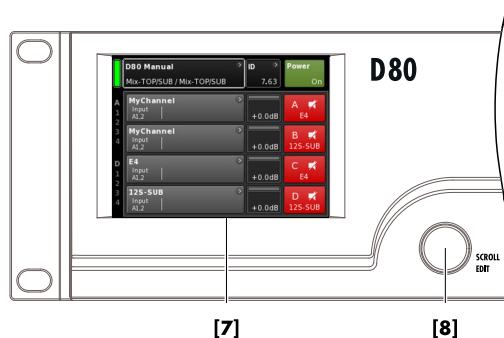 D80 Manual
ID
Power
Mix-TOP/SUB / Mix-TOP/SUB
7.63
On
A
1
2
3
4
D
1
2
3
4
MyChannel
Input
A1.2
+0.0dB
A
E4
MyChannel
Input
A1.2
+0.0dB
B
12S-SUB
E4
Input
A1.2
+0.0dB
C
E4
12S-SUB
Input
A1.2
+0.0dB
D
12S-SUB
D80
SCROLL
EDIT
[7]
[8]